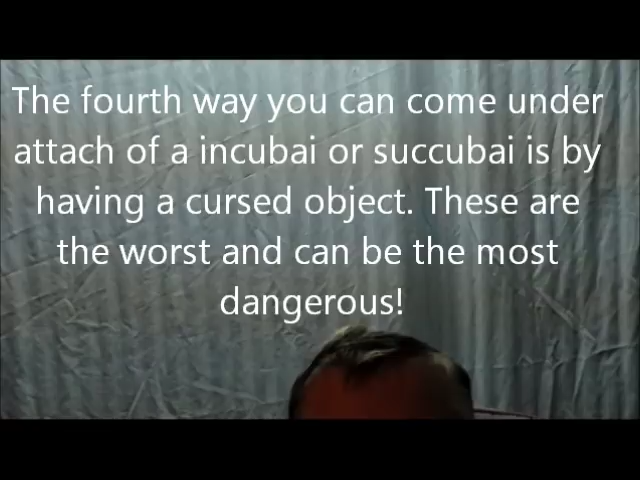 The fourth way you can come under
attach of a incubai or succubai is by
having a cursed object. These are
the worst and can be the most
dangerous!